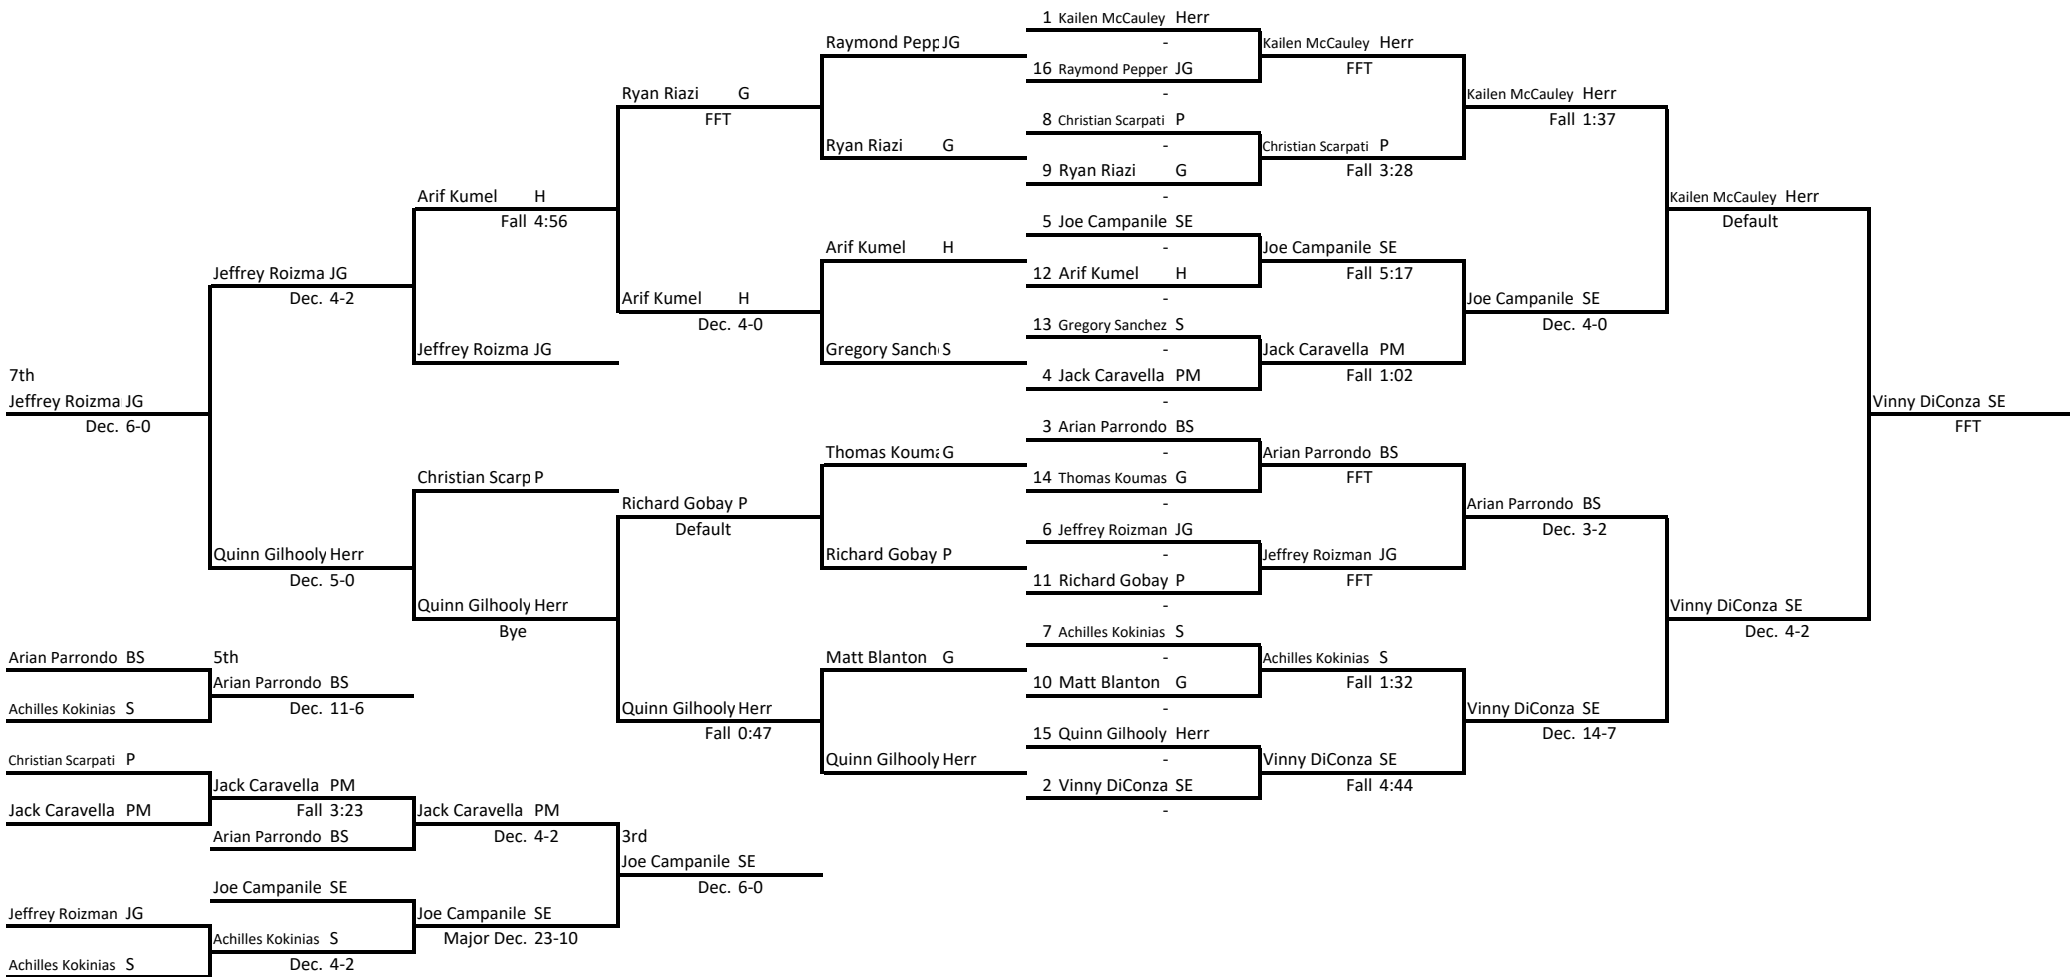 1 Kailen McCauley Herr
Raymond Pepp JG - Kailen McCauley Herr
16 Raymond Pepper JG FFT
Ryan Riazi G - Kailen McCauley Herr
FFT 8 Christian Scarpati P Fall 1:37
Ryan Riazi G - Christian Scarpati P
9 Ryan Riazi G Fall 3:28
Arif Kumel H - Kailen McCauley Herr
Fall 4:56 5 Joe Campanile SE Default
Arif Kumel H - Joe Campanile SE
Jeffrey Roizma JG 12 Arif Kumel H Fall 5:17
Dec. 4-2 Arif Kumel H - Joe Campanile SE
Dec. 4-0 13 Gregory Sanchez S Dec. 4-0
Jeffrey Roizma JG Gregory Sanch S - Jack Caravella PM
7th 4 Jack Caravella PM Fall 1:02
Jeffrey Roizma JG - Vinny DiConza SE
Dec. 6-0 3 Arian Parrondo BS FFT
Thomas Kouma G - Arian Parrondo BS
Christian Scarp P 14 Thomas Koumas G FFT
Richard Gobay P - Arian Parrondo BS
Default 6 Jeffrey Roizman JG Dec. 3-2
Quinn Gilhooly Herr Richard Gobay P - Jeffrey Roizman JG
Dec. 5-0 11 Richard Gobay P FFT
Quinn Gilhooly Herr - Vinny DiConza SE
Bye 7 Achilles Kokinias S Dec. 4-2
Arian Parrondo BS 5th Matt Blanton G - Achilles Kokinias S
Arian Parrondo BS 10 Matt Blanton G Fall 1:32
Achilles Kokinias S Dec. 11-6 Quinn Gilhooly Herr - Vinny DiConza SE
Fall 0:47 15 Quinn Gilhooly Herr Dec. 14-7
Christian Scarpati P Quinn Gilhooly Herr - Vinny DiConza SE
Jack Caravella PM 2 Vinny DiConza SE Fall 4:44
Jack Caravella PM Fall 3:23 Jack Caravella PM -
Arian Parrondo BS Dec. 4-2 3rd
Joe Campanile SE
Joe Campanile SE Dec. 6-0
Jeffrey Roizman JG Joe Campanile SE
Achilles Kokinias S Major Dec. 23-10
Achilles Kokinias S Dec. 4-2